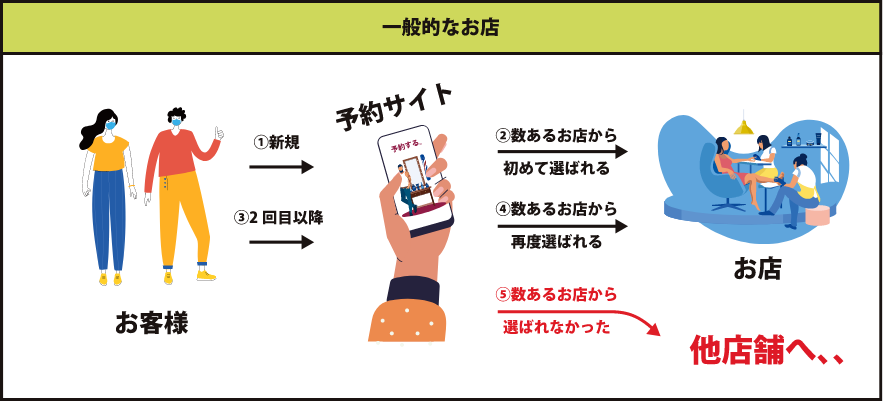 一般的なお店
予約サイト
予約する。
①新規
②数あるお店から
初めて選ばれる
③2回目以降
④数あるお店から
再度選ばれる
お店
⑤数あるお店から
選ばれなかった
お客様
他店舗へ、、